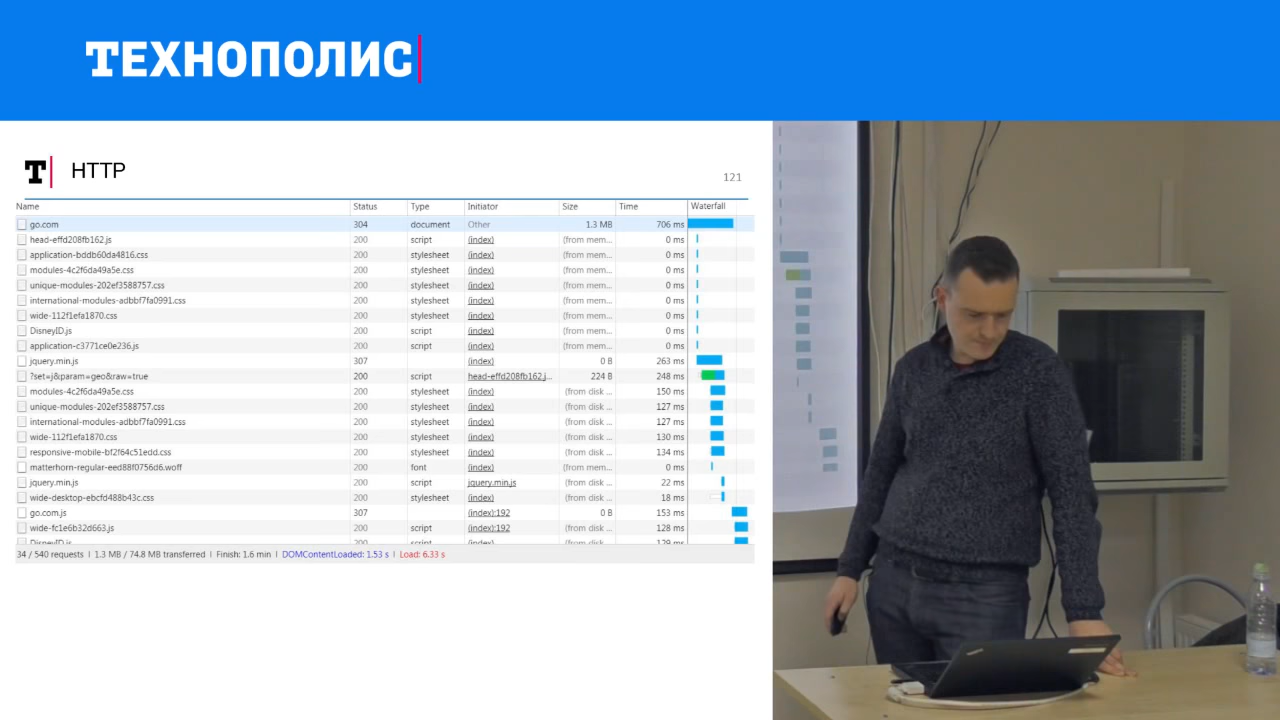 ТЕХНОПОЛИС
T HTTP
121
Name Status Type Initiator Size Time Waterfall
go.com 304 document Other 1.3 MB 706 ms
head-effd208fb162.js 200 script (index) (from mem... 0 ms
application-bddb60da4816.css 200 stylesheet (index) (from mem... 0 ms
modules-4c2f6da49a5e.css 200 stylesheet (index) (from mem... 0 ms
unique-modules-202ef3588757.css 200 stylesheet (index) (from mem... 0 ms
international-modules-adbbf7fa0991.css 200 stylesheet (index) (from mem... 0 ms
wide-112f1efa1870.css 200 stylesheet (index) (from mem... 0 ms
DisneyID.js 200 script (index) (from mem... 0 ms
application-c3771ce0e236.js 200 script (index) (from mem... 0 ms
jquery.min.js 307 (index) 0 B 263 ms
?set=j&param=geo&raw=true 200 script head-effd208fb162.j... 224 B 248 ms
modules-4c2f6da49a5e.css 200 stylesheet (index) (from disk ... 150 ms
unique-modules-202ef3588757.css 200 stylesheet (index) (from disk ... 127 ms
international-modules-adbbf7fa0991.css 200 stylesheet (index) (from disk ... 127 ms
wide-112f1efa1870.css 200 stylesheet (index) (from disk ... 130 ms
responsive-mobile-bf2f64c51edd.css 200 stylesheet (index) (from disk ... 134 ms
matterhorn-regular-eed88f0756d6.woff 200 font (index) (from mem... 0 ms
jquery.min.js 200 script jquery.min.js (from disk ... 22 ms
wide-desktop-ebcfd488b43c.css 200 stylesheet (index) (from disk ... 18 ms
go.com.js 307 (index):192 0 B 153 ms
wide-fc1e6b32d663.js 200 script (index):192 (from disk ... 128 ms
DisneyID.js 200 script (index) (from disk ... 129 ms
34 / 540 requests | 1.3 MB / 74.8 MB transferred | Finish: 1.6 min | DOMContentLoaded: 1.53 s | Load: 6.33 s